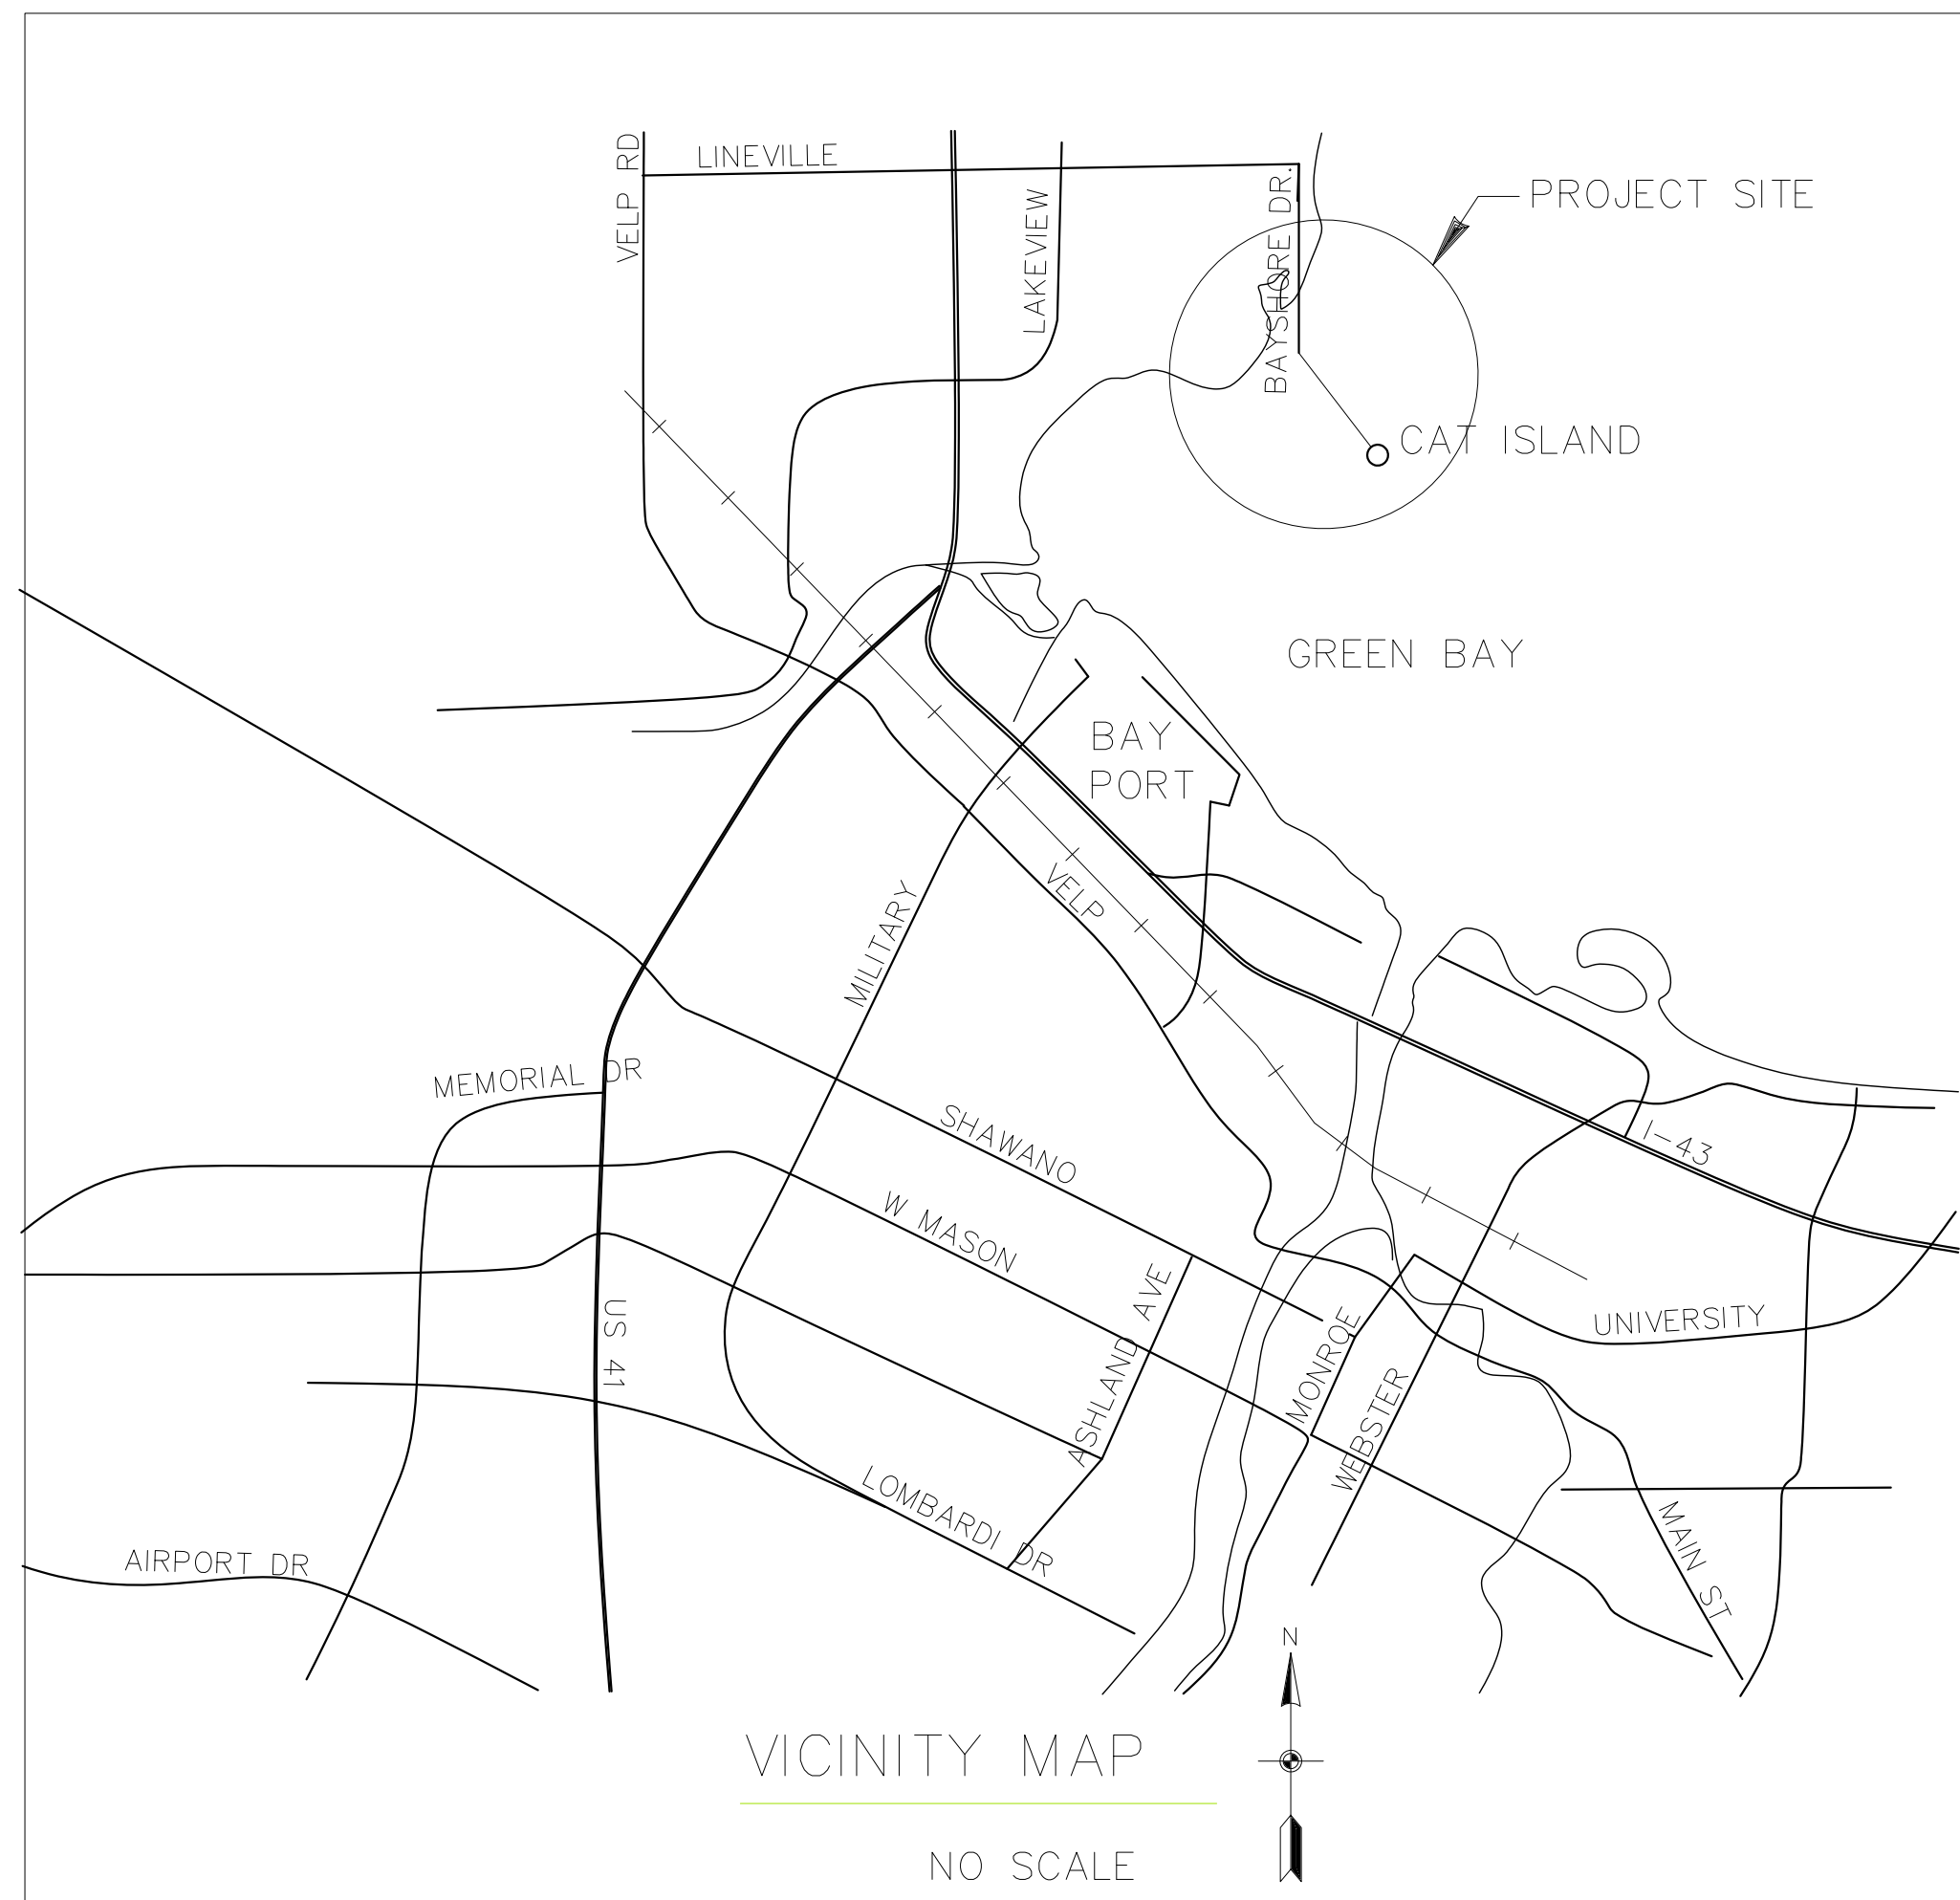 VELP RD
LINEVILLE
LAKEVIEW
BAYSHORE DR.
PROJECT SITE
CAT ISLAND
GREEN BAY
BAY
PORT
VELP
MILITARY
MEMORIAL DR
SHAWANO
I-43
W MASON
US 41
ASHLAND AVE
MONROE
UNIVERSITY
WEBSTER
LOMBARDI DR
AIRPORT DR
MAIN ST
N
VICINITY MAP
NO SCALE